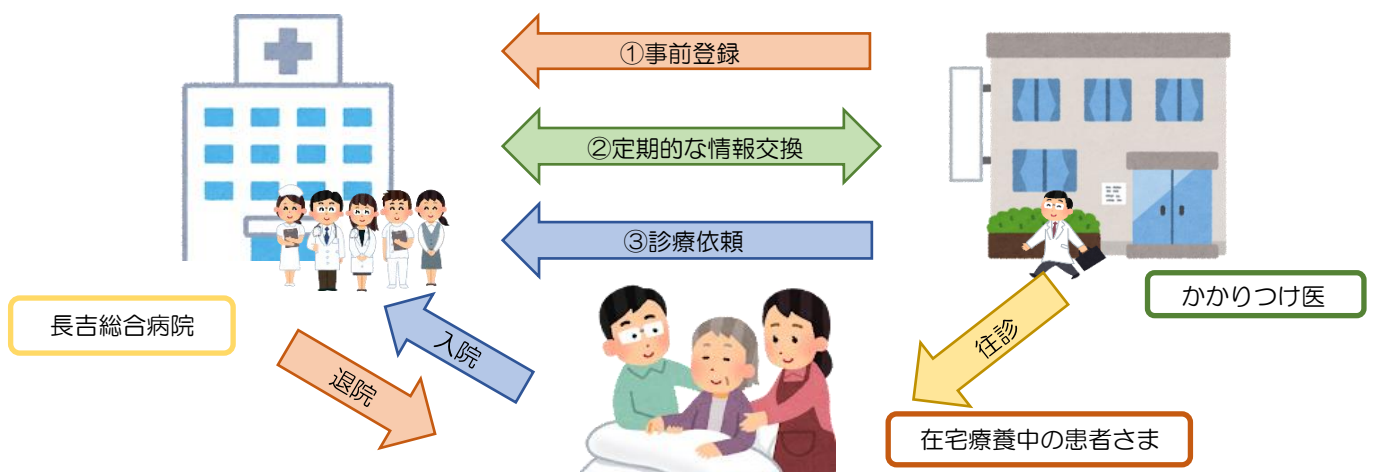 ①事前登録
②定期的な情報交換
③診療依頼
かかりつけ医
長吉総合病院
入院
往診
退院
在宅療養中の患者さま